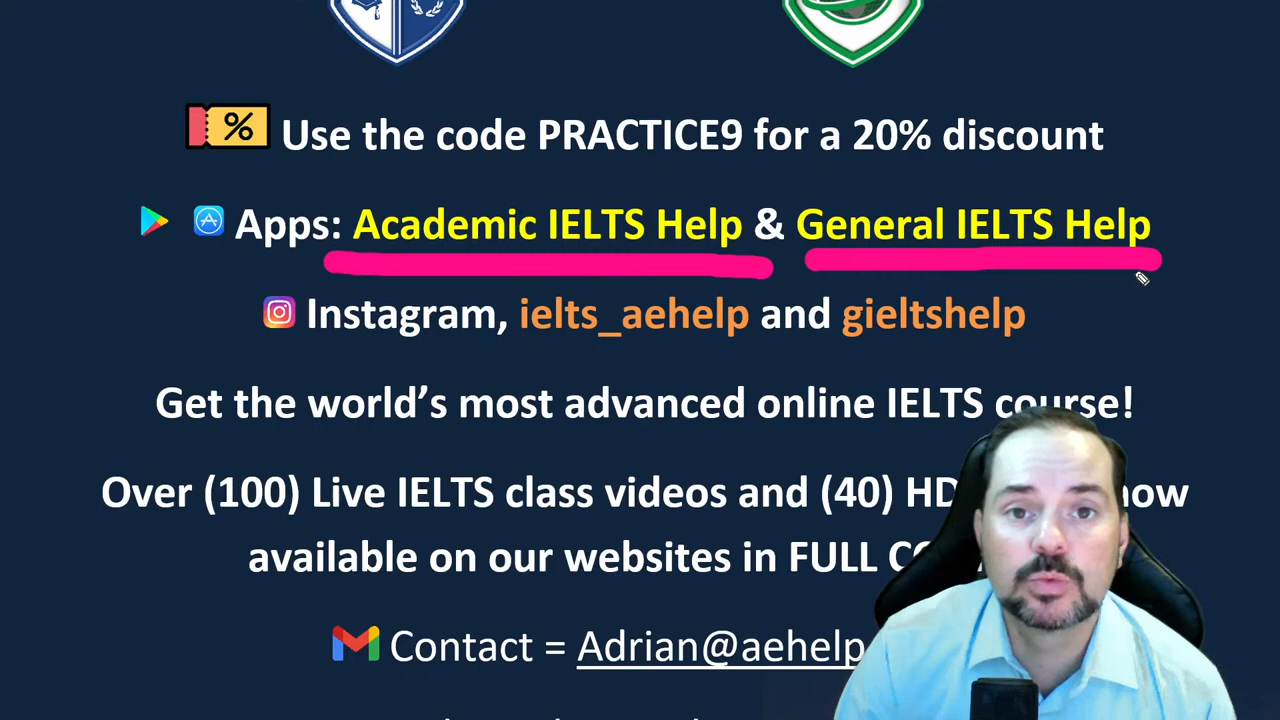 % Use the code PRACTICE9 for a 20% discount
Apps: Academic IELTS Help & General IELTS Help
Instagram, ielts_aehelp and gieltshelp
Get the world's most advanced online IELTS course!
Over (100) Live IELTS class videos and (40) HD now
available on our websites in FULL
Contact = Adrian@aehelp